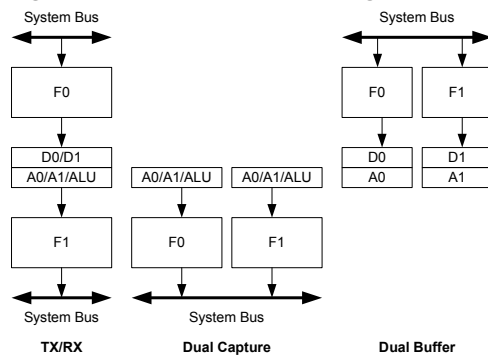 System Bus
System Bus
F0
F0
F1
D0/D1
A0/A1/ALU
A0/A1/ALU
A0/A1/ALU
D0
A0
D1
A1
F1
F0
F1
System Bus
System Bus
TX/RX
Dual Capture
Dual Buffer